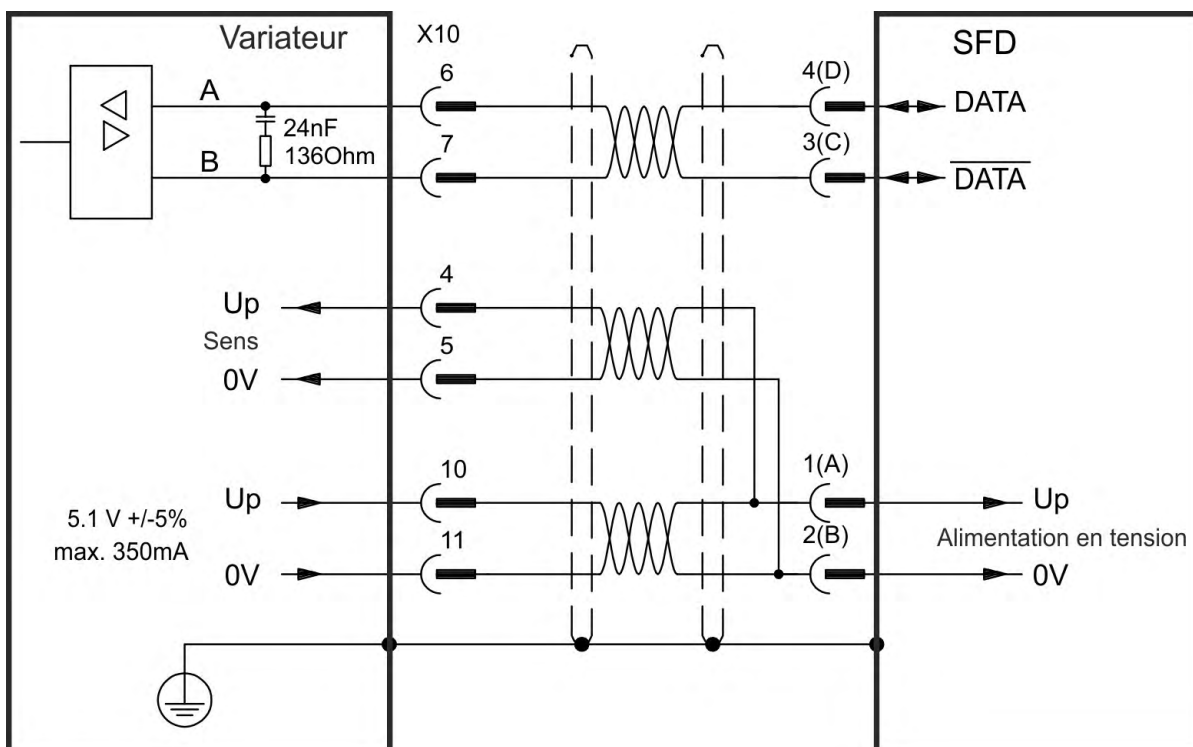 Variateur
X10
SFD
6
4(D)
A
DATA
24nF
136Ohm
7
3(C)
B
DATA
4
Up
Sens
5
0V
10
1(A)
Up
Up
5.1 V +/-5%
max. 350mA
11
2(B)
Alimentation en tension
0V
0V